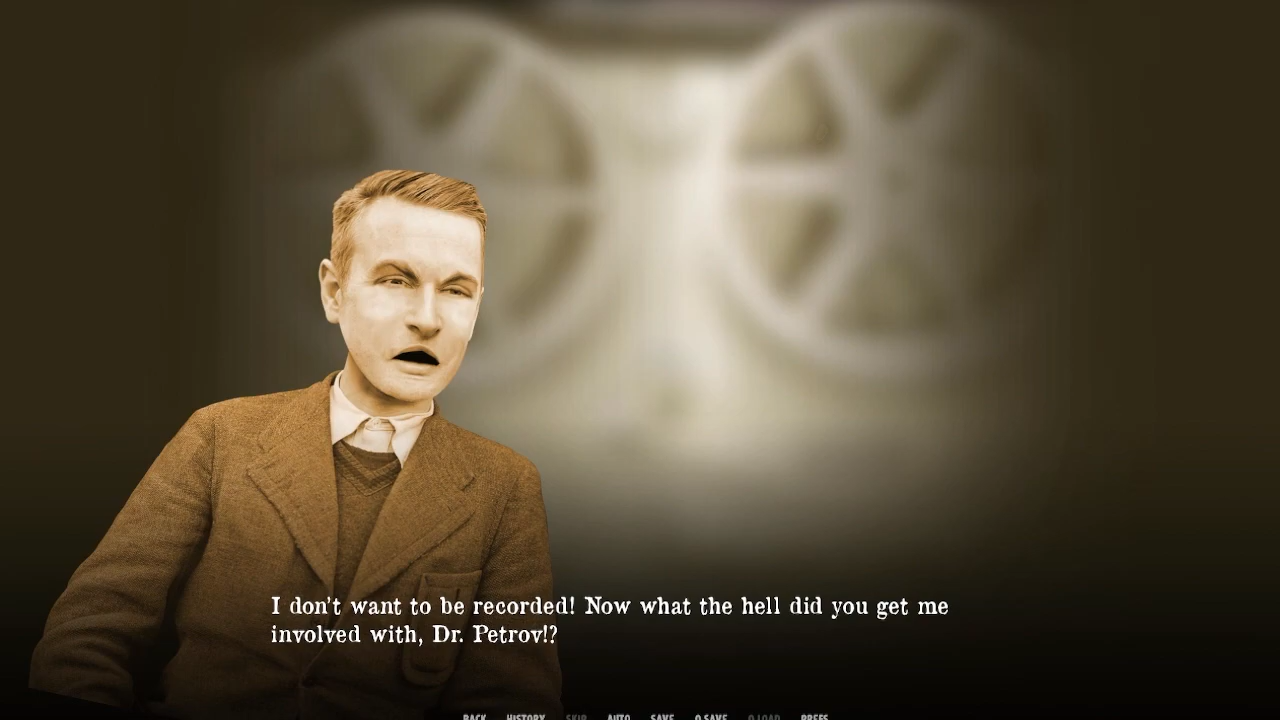 I don't want to be recorded! Now what the hell did you get me
involved with, Dr. Petrov!?
BACK HISTORY SKIP AUTO SAVE Q.SAVE Q.LOAD PREFS